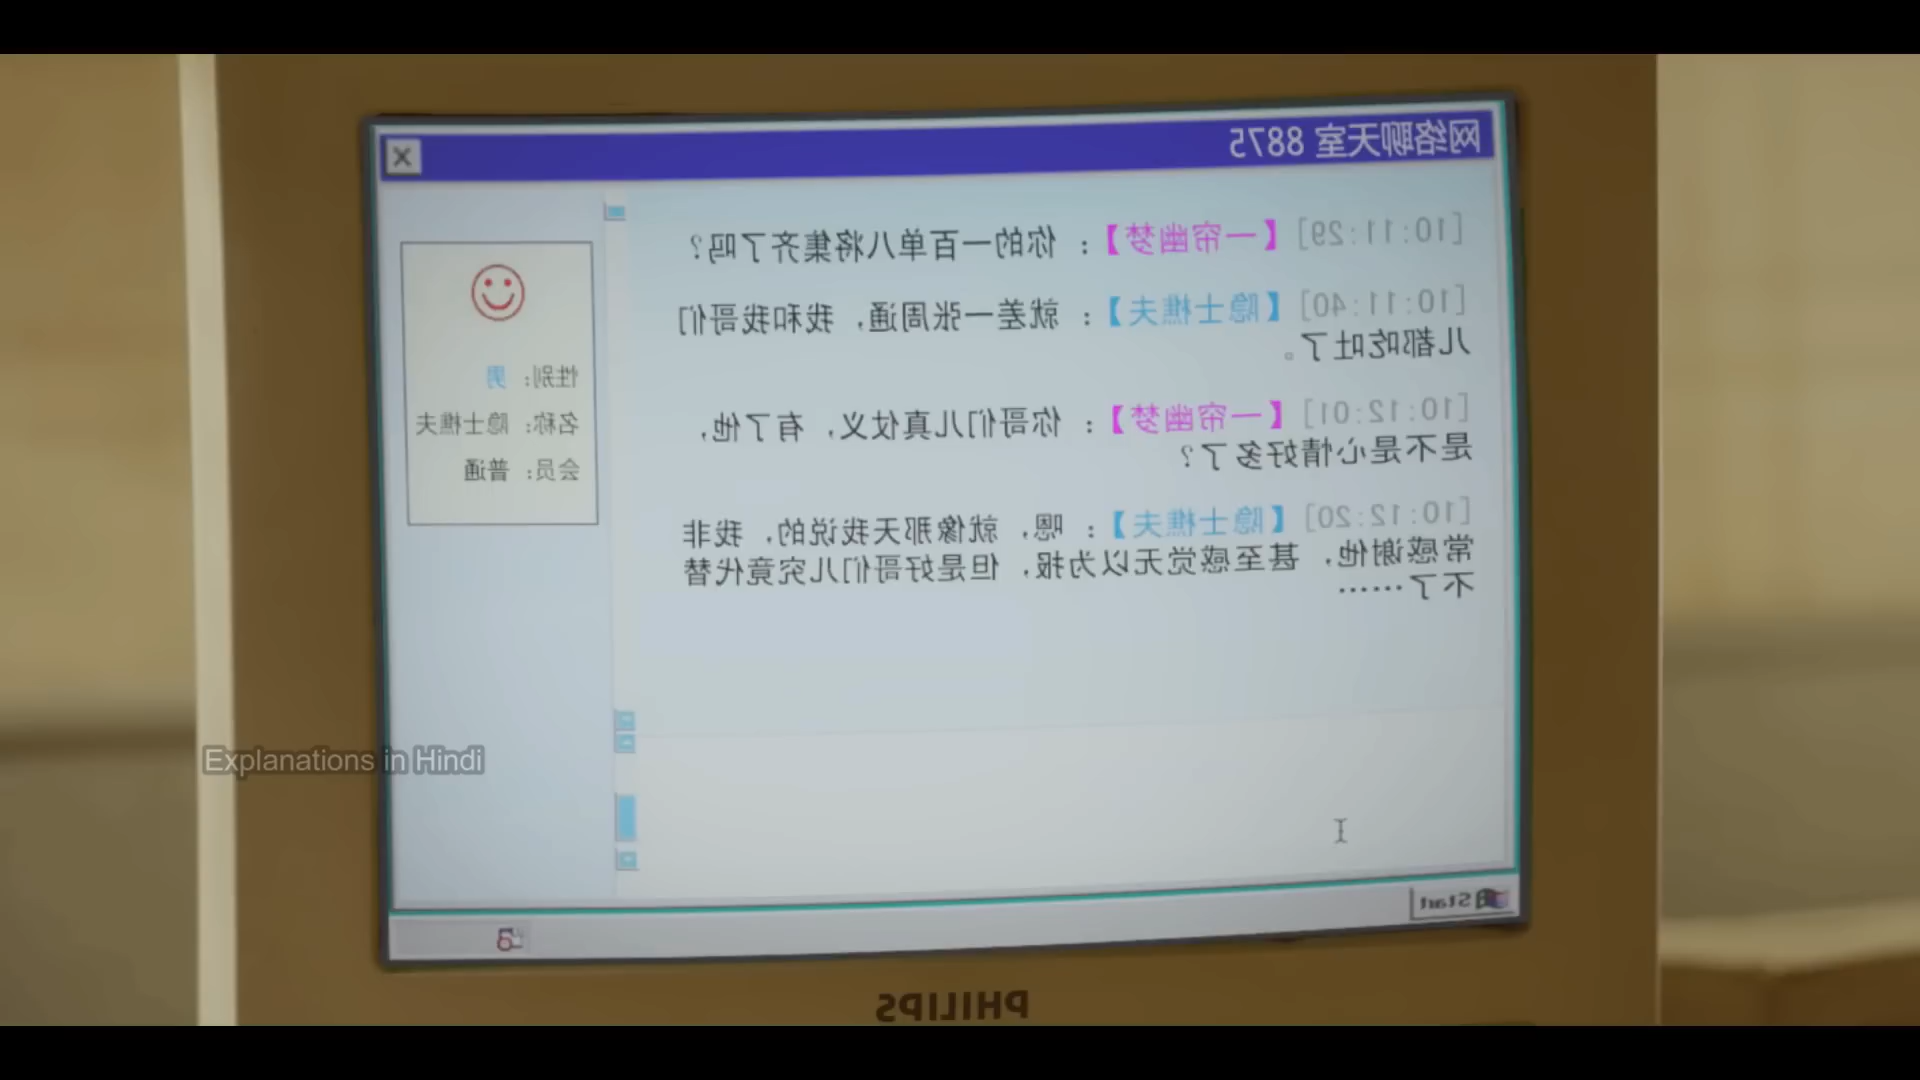 网络聊天室 8875
[10:11:29]【一帘幽梦】：你的一百单八将集齐了吗？
[10:11:40]【隐士樵夫】：就差一张周通，我和我哥们
儿都吃吐了。
[10:12:01]【一帘幽梦】：你哥们儿真仗义，有了他，
是不是心情好多了？
[10:12:20]【隐士樵夫】：嗯，就像那天我说的，我非
常感谢他，甚至感觉无以为报，但是好哥们儿究竟代替
不了……
性别：男
名称：隐士樵夫
会员：普通
Explanations in Hindi
Start
PHILIPS